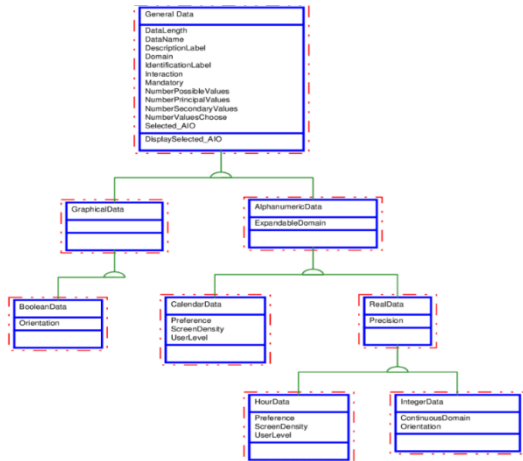 General Data
DataLength
DataName
DescriptionLabel
Domain
IdentificationLabel
Interaction
Mandatory
NumberPossibleValues
NumberPrincipalValues
NumberSecondaryValues
NumberValuesChoose
Selected_AIO
DisplaySelected_AIO
GraphicalData
AlphanumericData
ExpandableDomain
BooleanData
Orientation
CalendarData
Preference
ScreenDensity
UserLevel
RealData
Precision
HourData
Preference
ScreenDensity
UserLevel
IntegerData
ContinuousDomain
Orientation